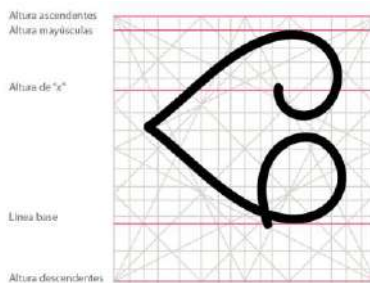 Altura ascendentes
Altura mayúsculas
Altura de "x"
Línea base
Altura descendentes